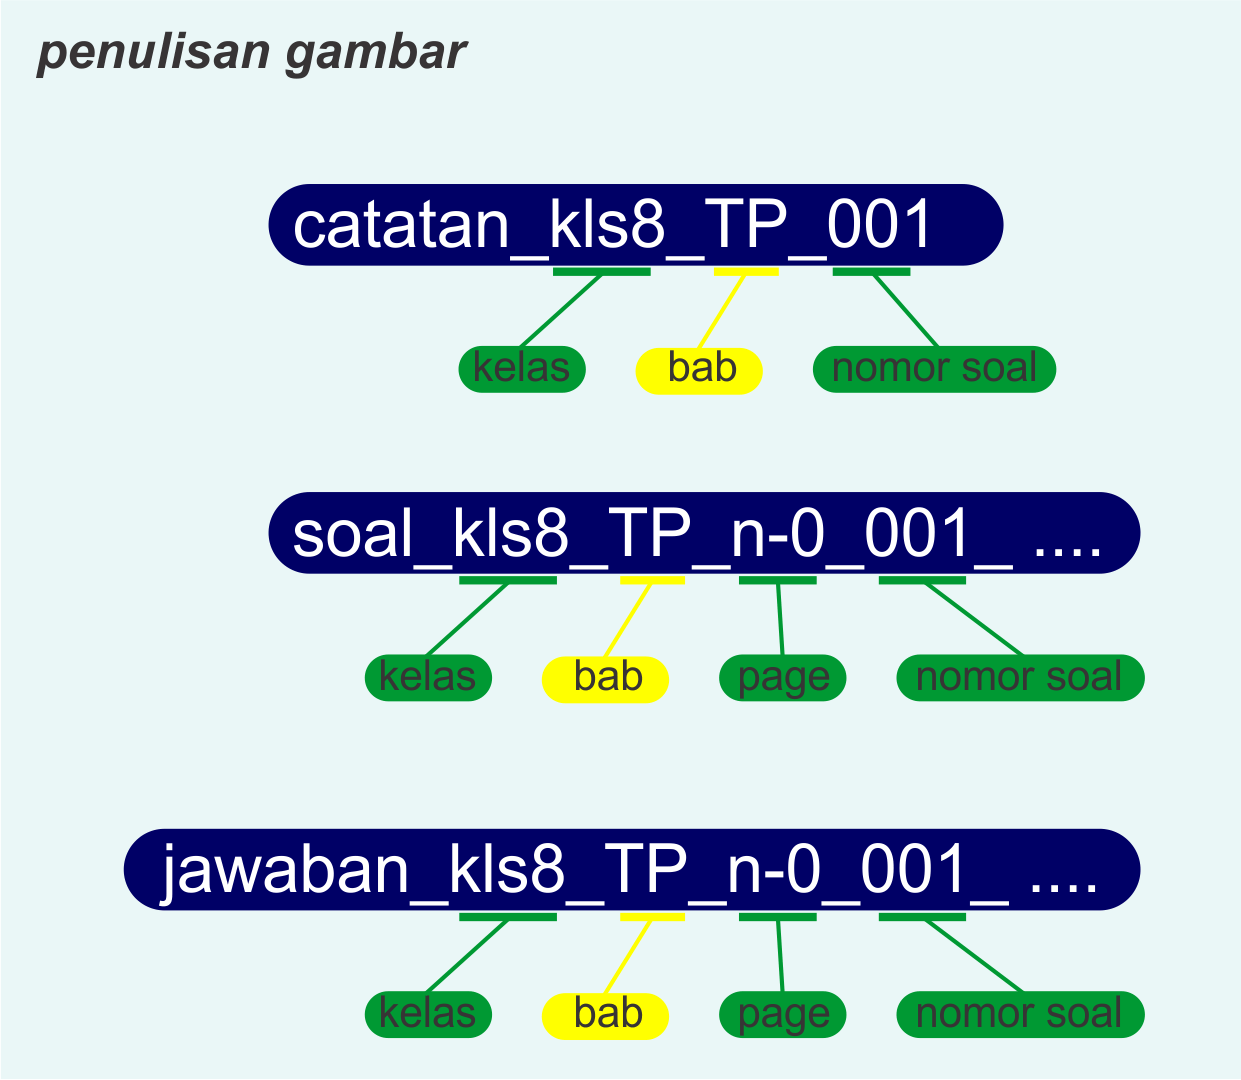 penulisan gambar
catatan_kls8_TP_001
kelas bab nomor soal
soal_kls8_TP_n-0_001_ ....
kelas bab page nomor soal
jawaban_kls8_TP_n-0_001_ ....
kelas bab page nomor soal